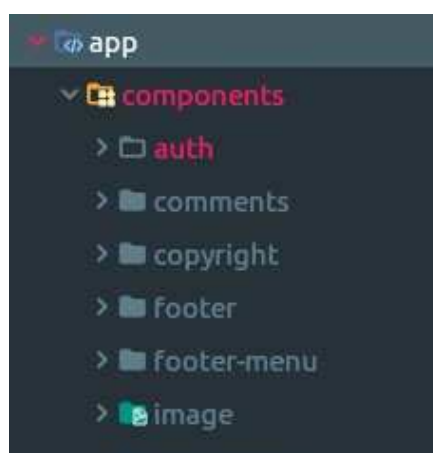 app
components
auth
comments
copyright
footer
footer-menu
image